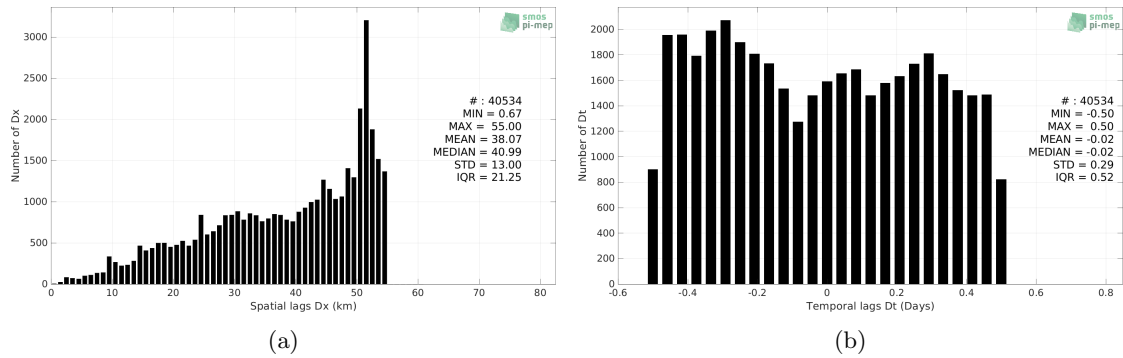 smos
pi-mep
Number of Dx
3000
2500
2000
1500
1000
500
0
# : 40534
MIN = 0.67
MAX = 55.00
MEAN = 38.07
MEDIAN = 40.99
STD = 13.00
IQR = 21.25
0 10 20 30 40 50 60 70 80
Spatial lags Dx (km)
(a)
smos
pi-mep
Number of Dt
2000
1800
1600
1400
1200
1000
800
600
400
200
0
# : 40534
MIN = -0.50
MAX = 0.50
MEAN = -0.02
MEDIAN = -0.02
STD = 0.29
IQR = 0.52
-0.6 -0.4 -0.2 0 0.2 0.4 0.6 0.8
Temporal lags Dt (Days)
(b)